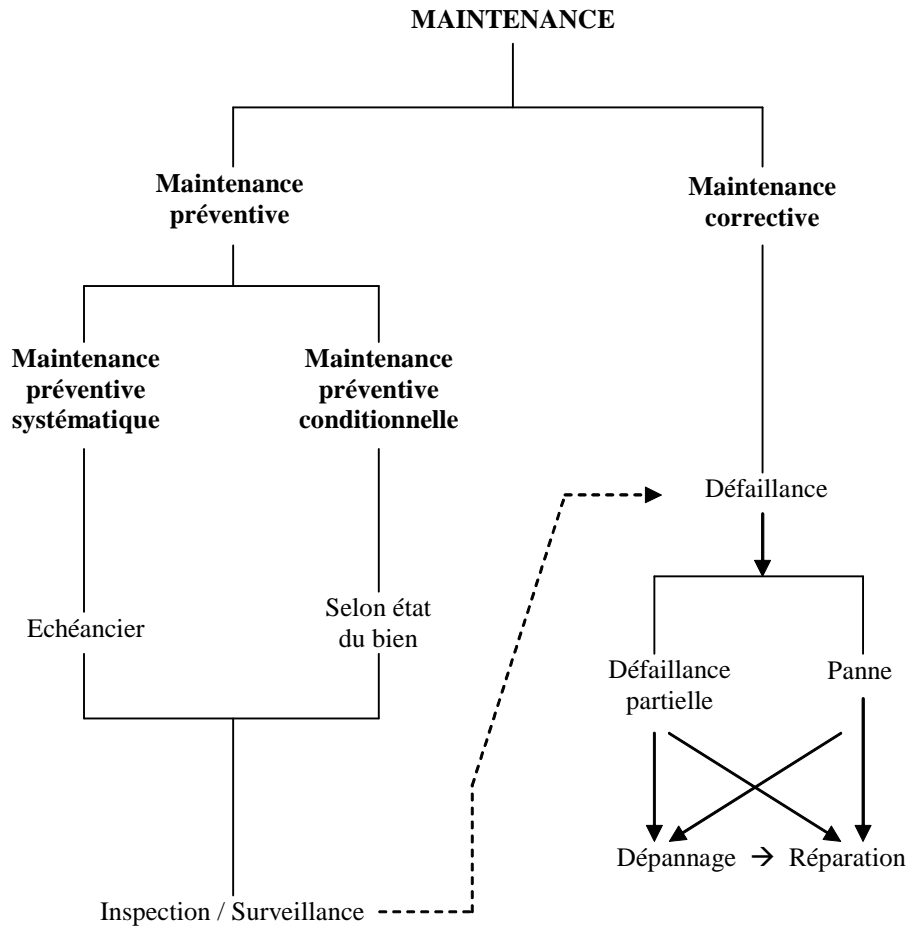 MAINTENANCE
Maintenance
préventive
Maintenance
corrective
Maintenance
préventive
systématique
Maintenance
préventive
conditionnelle
Défaillance
Echéancier
Selon état
du bien
Défaillance
partielle
Panne
Dépannage → Réparation
Inspection / Surveillance